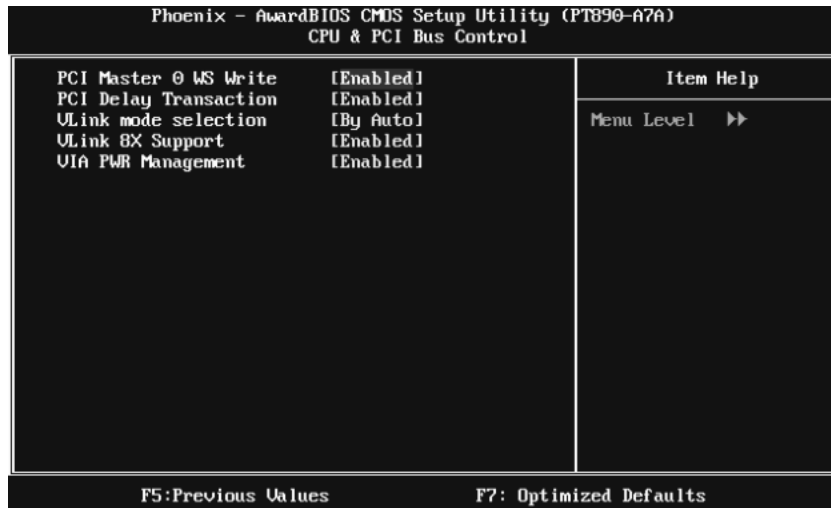 Phoenix - AwardBIOS CMOS Setup Utility (PT890-A7A)
CPU & PCI Bus Control
PCI Master 0 WS Write [Enabled]
PCI Delay Transaction [Enabled]
VLink mode selection [By Auto]
VLink 8X Support [Enabled]
VIA PWR Management [Enabled]
Item Help
Menu Level
F5:Previous Values F7: Optimized Defaults